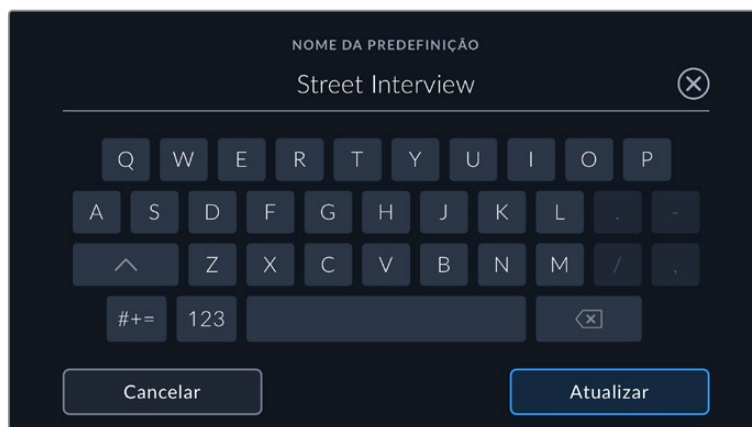 NOME DA PREDEFINIÇÃO
Street Interview
Q W E R T Y U I O P
A S D F G H J K L . -
Z X C V B N M / ,
#+= 123
Cancelar Atualizar